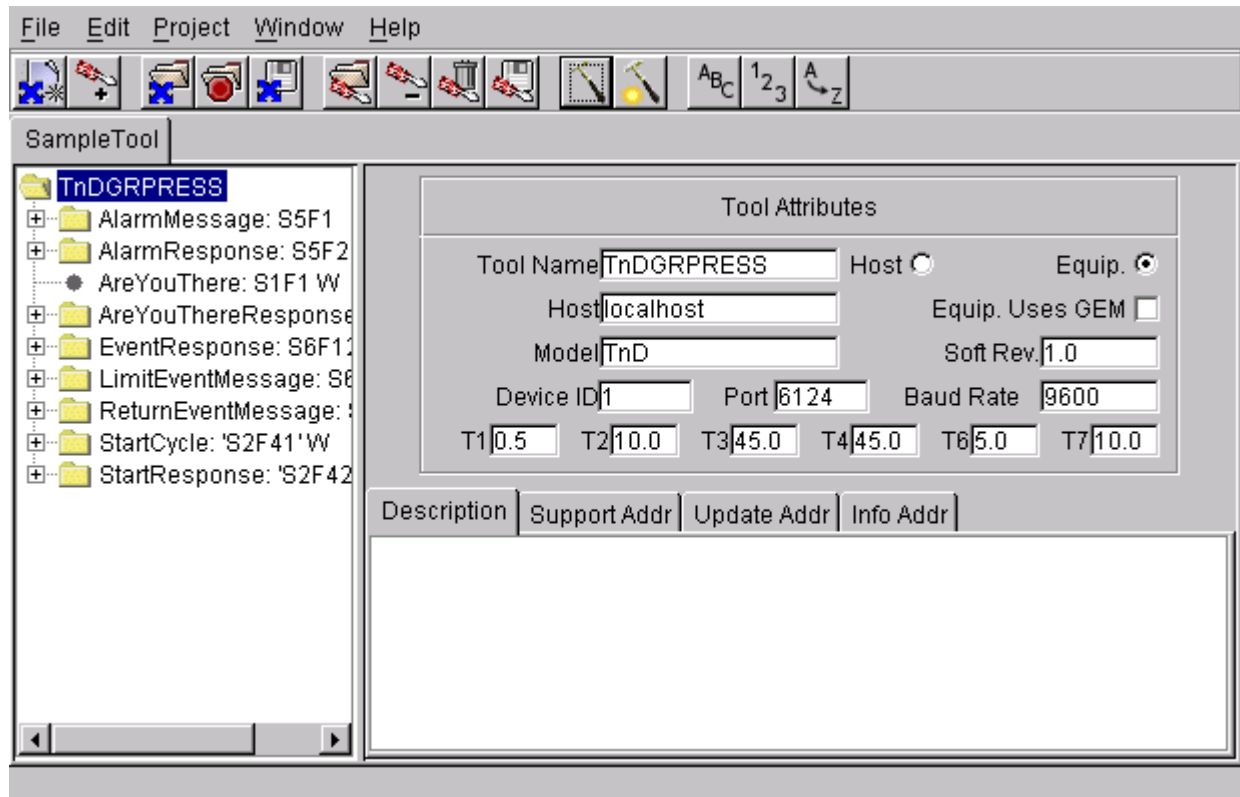 File Edit Project Window Help
ABC 123 A Z
SampleTool
TnDGRPRESS
AlarmMessage: S5F1
AlarmResponse: S5F2
AreYouThere: S1F1 W
AreYouThereResponse
EventResponse: S6F12
LimitEventMessage: S6
ReturnEventMessage:
StartCycle: 'S2F41' W
StartResponse: 'S2F42
Tool Attributes
Tool Name TnDGRPRESS Host Equip.
Host localhost Equip. Uses GEM
Model TnD Soft Rev. 1.0
Device ID 1 Port 6124 Baud Rate 9600
T1 0.5 T2 10.0 T3 45.0 T4 45.0 T6 5.0 T7 10.0
Description Support Addr Update Addr Info Addr